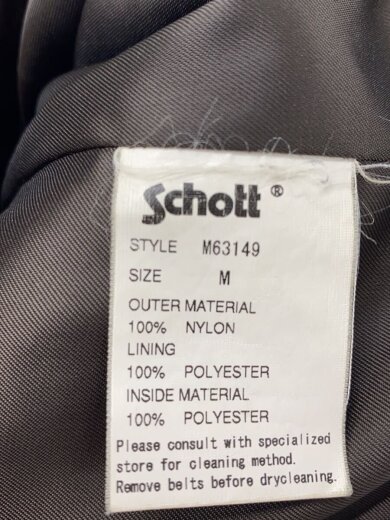 Schott®
STYLE M63149
SIZE M
OUTER MATERIAL
100% NYLON
LINING
100% POLYESTER
INSIDE MATERIAL
100% POLYESTER
Please consult with specialized
store for cleaning method.
Remove belts before drycleaning.